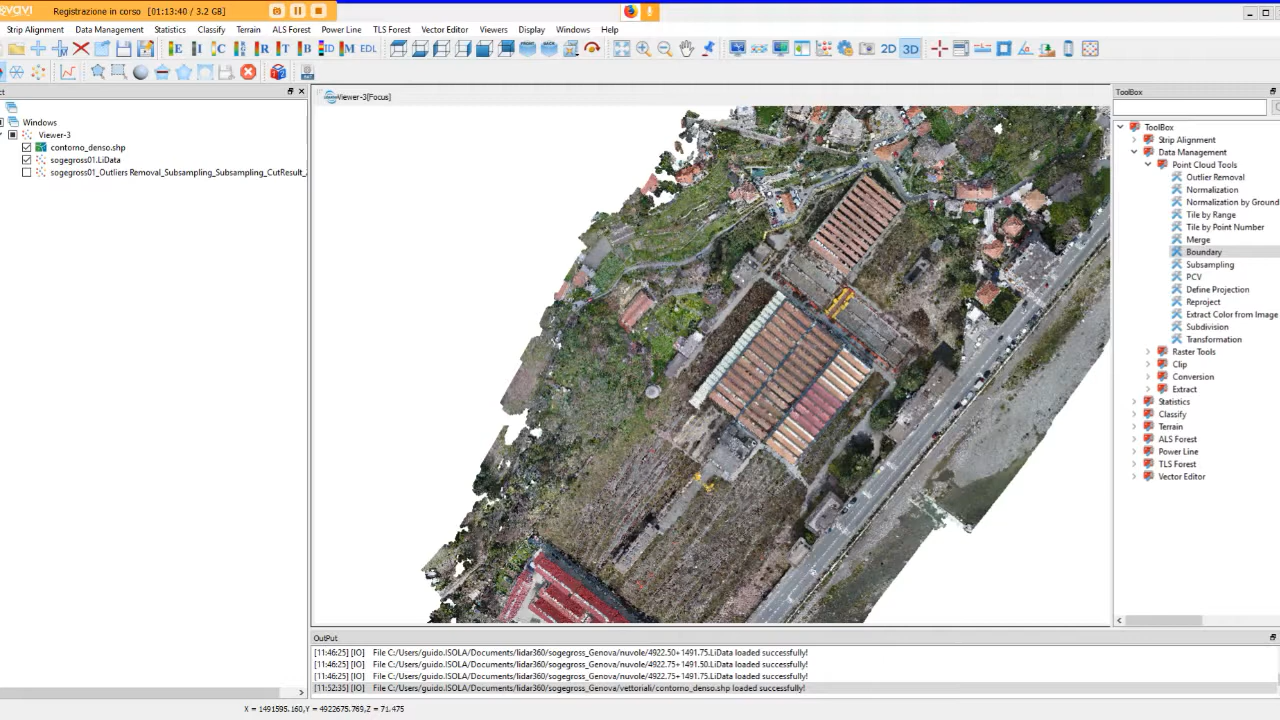 Registrazione in corso [01:13:40 / 3.2 GB]
Strip Alignment Data Management Statistics Classify Terrain ALS Forest Power Line TLS Forest Vector Editor Viewers Display Windows Help
E I C R T B ID M EDL 2D 3D
Windows
Viewer-3
contorno_denso.shp
sogegross01.LiData
sogegross01_Outliers Removal_Subsampling_Subsampling_CutResult_
Viewer-3[Focus]
ToolBox
ToolBox
Strip Alignment
Data Management
Point Cloud Tools
Outlier Removal
Normalization
Normalization by Ground
Tile by Range
Tile by Point Number
Merge
Boundary
Subsampling
PCV
Define Projection
Reproject
Extract Color from Image
Subdivision
Transformation
Raster Tools
Clip
Conversion
Extract
Statistics
Classify
Terrain
ALS Forest
Power Line
TLS Forest
Vector Editor
OutPut
[11:46:25] [IO] File C:/Users/guido.ISOLA/Documents/lidar360/sogegross_Genova/nuvole/4922.50+1491.75.LiData loaded successfully!
[11:46:25] [IO] File C:/Users/guido.ISOLA/Documents/lidar360/sogegross_Genova/nuvole/4922.75+1491.50.LiData loaded successfully!
[11:46:25] [IO] File C:/Users/guido.ISOLA/Documents/lidar360/sogegross_Genova/nuvole/4922.75+1491.75.LiData loaded successfully!
[11:52:35] [IO] File C:/Users/guido.ISOLA/Documents/lidar360/sogegross_Genova/vettoriali/contorno_denso.shp loaded successfully!
X = 1491595.160,Y = 4922675.769,Z = 71.475